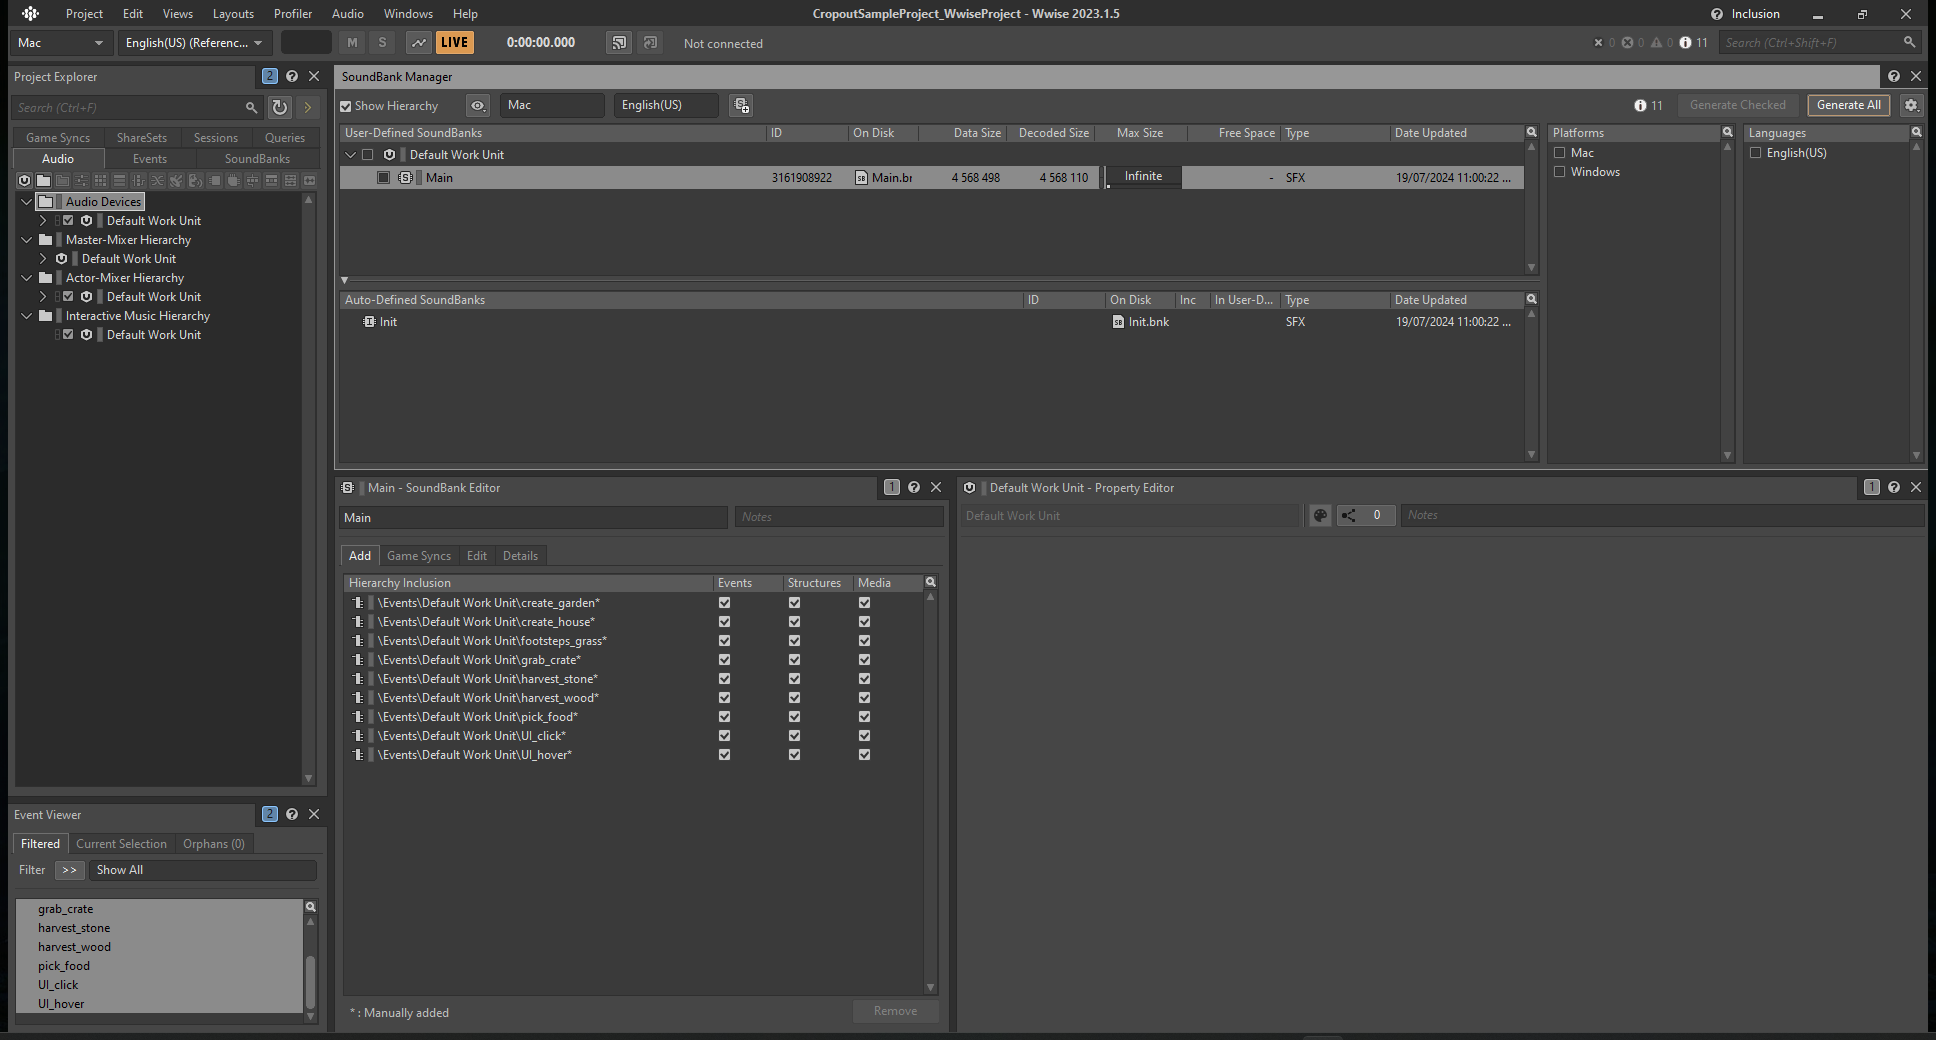 Project Edit Views Layouts Profiler Audio Windows Help CropoutSampleProject_WwiseProject - Wwise 2023.1.5 Inclusion
Mac English(US) (Referenc... M S LIVE 0:00:00.000 Not connected 0 0 0 11 Search (Ctrl+Shift+F)
Project Explorer 2
Search (Ctrl+F)
Game Syncs ShareSets Sessions Queries
Audio Events SoundBanks
Audio Devices
Default Work Unit
Master-Mixer Hierarchy
Default Work Unit
Actor-Mixer Hierarchy
Default Work Unit
Interactive Music Hierarchy
Default Work Unit
Event Viewer 2
Filtered Current Selection Orphans (0)
Filter >> Show All
grab_crate
harvest_stone
harvest_wood
pick_food
UI_click
UI_hover
SoundBank Manager
Show Hierarchy Mac English(US) 11 Generate Checked Generate All
User-Defined SoundBanks ID On Disk Data Size Decoded Size Max Size Free Space Type Date Updated
Default Work Unit
Main 3161908922 Main.br 4 568 498 4 568 110 Infinite - SFX 19/07/2024 11:00:22 ...
Auto-Defined SoundBanks ID On Disk Inc In User-D... Type Date Updated
Init Init.bnk SFX 19/07/2024 11:00:22 ...
Platforms
Mac
Windows
Languages
English(US)
Main - SoundBank Editor 1
Main Notes
Add Game Syncs Edit Details
Hierarchy Inclusion Events Structures Media
\Events\Default Work Unit\create_garden*
\Events\Default Work Unit\create_house*
\Events\Default Work Unit\footsteps_grass*
\Events\Default Work Unit\grab_crate*
\Events\Default Work Unit\harvest_stone*
\Events\Default Work Unit\harvest_wood*
\Events\Default Work Unit\pick_food*
\Events\Default Work Unit\UI_click*
\Events\Default Work Unit\UI_hover*
* : Manually added Remove
Default Work Unit - Property Editor 1
Default Work Unit 0 Notes